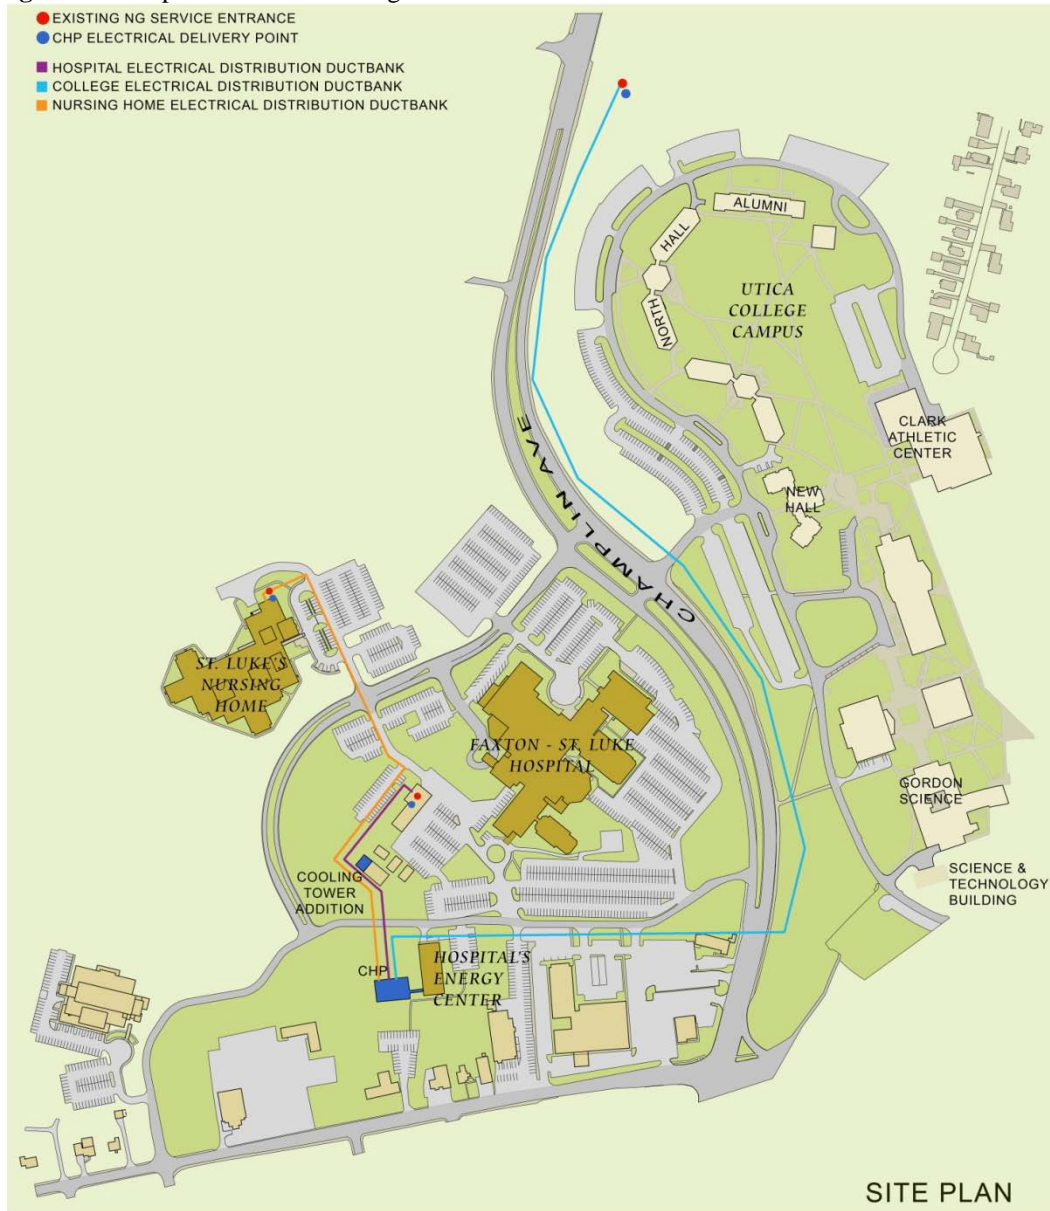 EXISTING NG SERVICE ENTRANCE
CHP ELECTRICAL DELIVERY POINT
HOSPITAL ELECTRICAL DISTRIBUTION DUCTBANK
COLLEGE ELECTRICAL DISTRIBUTION DUCTBANK
NURSING HOME ELECTRICAL DISTRIBUTION DUCTBANK
ALUMNI
HALL
NORTH
UTICA
COLLEGE
CAMPUS
CLARK
ATHLETIC
CENTER
CHAMPLIN AVE
NEW
HALL
ST. LUKE'S
NURSING
HOME
FAXTON - ST. LUKE
HOSPITAL
GORDON
SCIENCE
SCIENCE &
TECHNOLOGY
BUILDING
COOLING
TOWER
ADDITION
CHP
HOSPITAL'S
ENERGY
CENTER
SITE PLAN